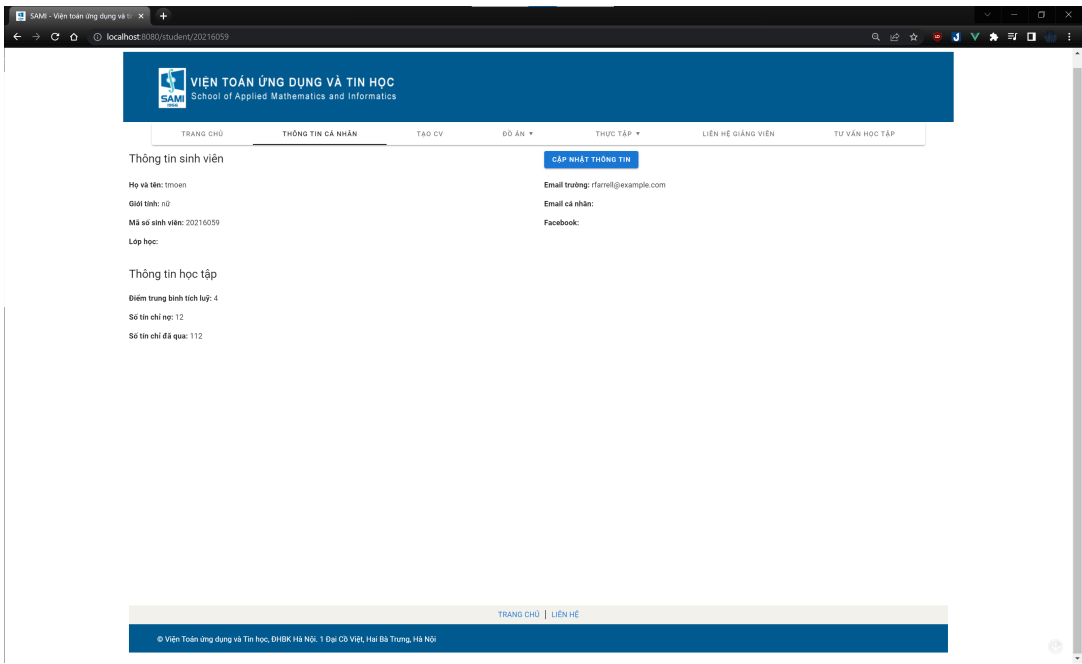 SAMI - Viện toán ứng dụng và ti
localhost:8080/student/20216059
VIỆN TOÁN ỨNG DỤNG VÀ TIN HỌC
School of Applied Mathematics and Informatics
SAMI
1956
TRANG CHỦ THÔNG TIN CÁ NHÂN TẠO CV ĐỒ ÁN ▼ THỰC TẬP ▼ LIÊN HỆ GIẢNG VIÊN TƯ VẤN HỌC TẬP
Thông tin sinh viên
CẬP NHẬT THÔNG TIN
Họ và tên: tmoen
Email trường: rfarrell@example.com
Giới tính: nữ
Email cá nhân:
Mã số sinh viên: 20216059
Facebook:
Lớp học:
Thông tin học tập
Điểm trung bình tích luỹ: 4
Số tín chỉ nợ: 12
Số tín chỉ đã qua: 112
TRANG CHỦ | LIÊN HỆ
© Viện Toán ứng dụng và Tin học, ĐHBK Hà Nội. 1 Đại Cồ Việt, Hai Bà Trưng, Hà Nội